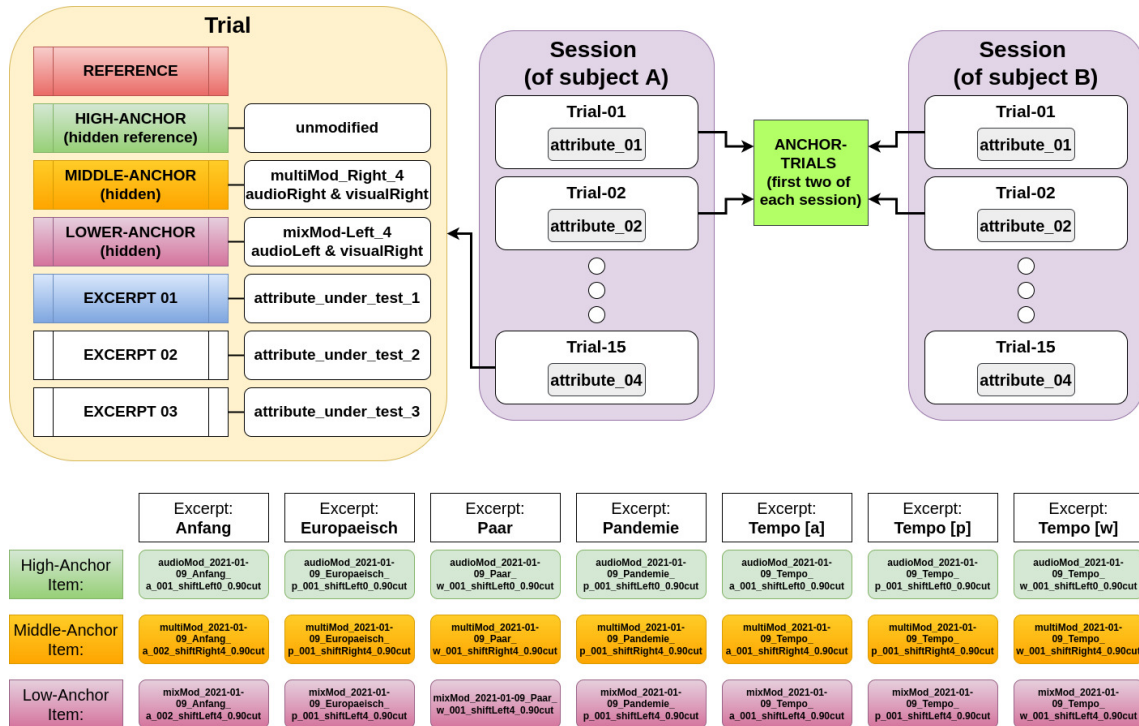 Trial
REFERENCE
HIGH-ANCHOR
(hidden reference)
unmodified
MIDDLE-ANCHOR
(hidden)
multiMod_Right_4
audioRight & visualRight
LOWER-ANCHOR
(hidden)
mixMod-Left_4
audioLeft & visualRight
EXCERPT 01
attribute_under_test_1
EXCERPT 02
attribute_under_test_2
EXCERPT 03
attribute_under_test_3
Session
(of subject A)
Trial-01
attribute_01
Trial-02
attribute_02
Trial-15
attribute_04
ANCHOR-
TRIALS
(first two of
each session)
Session
(of subject B)
Trial-01
attribute_01
Trial-02
attribute_02
Trial-15
attribute_04
Excerpt:
Anfang
Excerpt:
Europaeisch
Excerpt:
Paar
Excerpt:
Pandemie
Excerpt:
Tempo [a]
Excerpt:
Tempo [p]
Excerpt:
Tempo [w]
High-Anchor
Item:
audioMod_2021-01-
09_Anfang_
a_001_shiftLeft0_0.90cut
audioMod_2021-01-
09_Europaeisch_
p_001_shiftLeft0_0.90cut
audioMod_2021-01-
09_Paar_
w_001_shiftLeft0_0.90cut
audioMod_2021-01-
09_Pandemie_
p_001_shiftLeft0_0.90cut
audioMod_2021-01-
09_Tempo_
a_001_shiftLeft0_0.90cut
audioMod_2021-01-
09_Tempo_
p_001_shiftLeft0_0.90cut
audioMod_2021-01-
09_Tempo_
w_001_shiftLeft0_0.90cut
Middle-Anchor
Item:
multiMod_2021-01-
09_Anfang_
a_002_shiftRight4_0.90cut
multiMod_2021-01-
09_Europaeisch_
p_001_shiftRight4_0.90cut
multiMod_2021-01-
09_Paar_
w_001_shiftRight4_0.90cut
multiMod_2021-01-
09_Pandemie_
p_001_shiftRight4_0.90cut
multiMod_2021-01-
09_Tempo_
a_001_shiftRight4_0.90cut
multiMod_2021-01-
09_Tempo_
p_001_shiftRight4_0.90cut
multiMod_2021-01-
09_Tempo_
w_001_shiftRight4_0.90cut
Low-Anchor
Item:
mixMod_2021-01-
09_Anfang_
a_002_shiftLeft4_0.90cut
mixMod_2021-01-
09_Europaeisch_
p_001_shiftLeft4_0.90cut
mixMod_2021-01-09_Paar_
w_001_shiftLeft4_0.90cut
mixMod_2021-01-
09_Pandemie_
p_001_shiftLeft4_0.90cut
mixMod_2021-01-
09_Tempo_
a_001_shiftLeft4_0.90cut
mixMod_2021-01-
09_Tempo_
p_001_shiftLeft4_0.90cut
mixMod_2021-01-
09_Tempo_
w_001_shiftLeft4_0.90cut